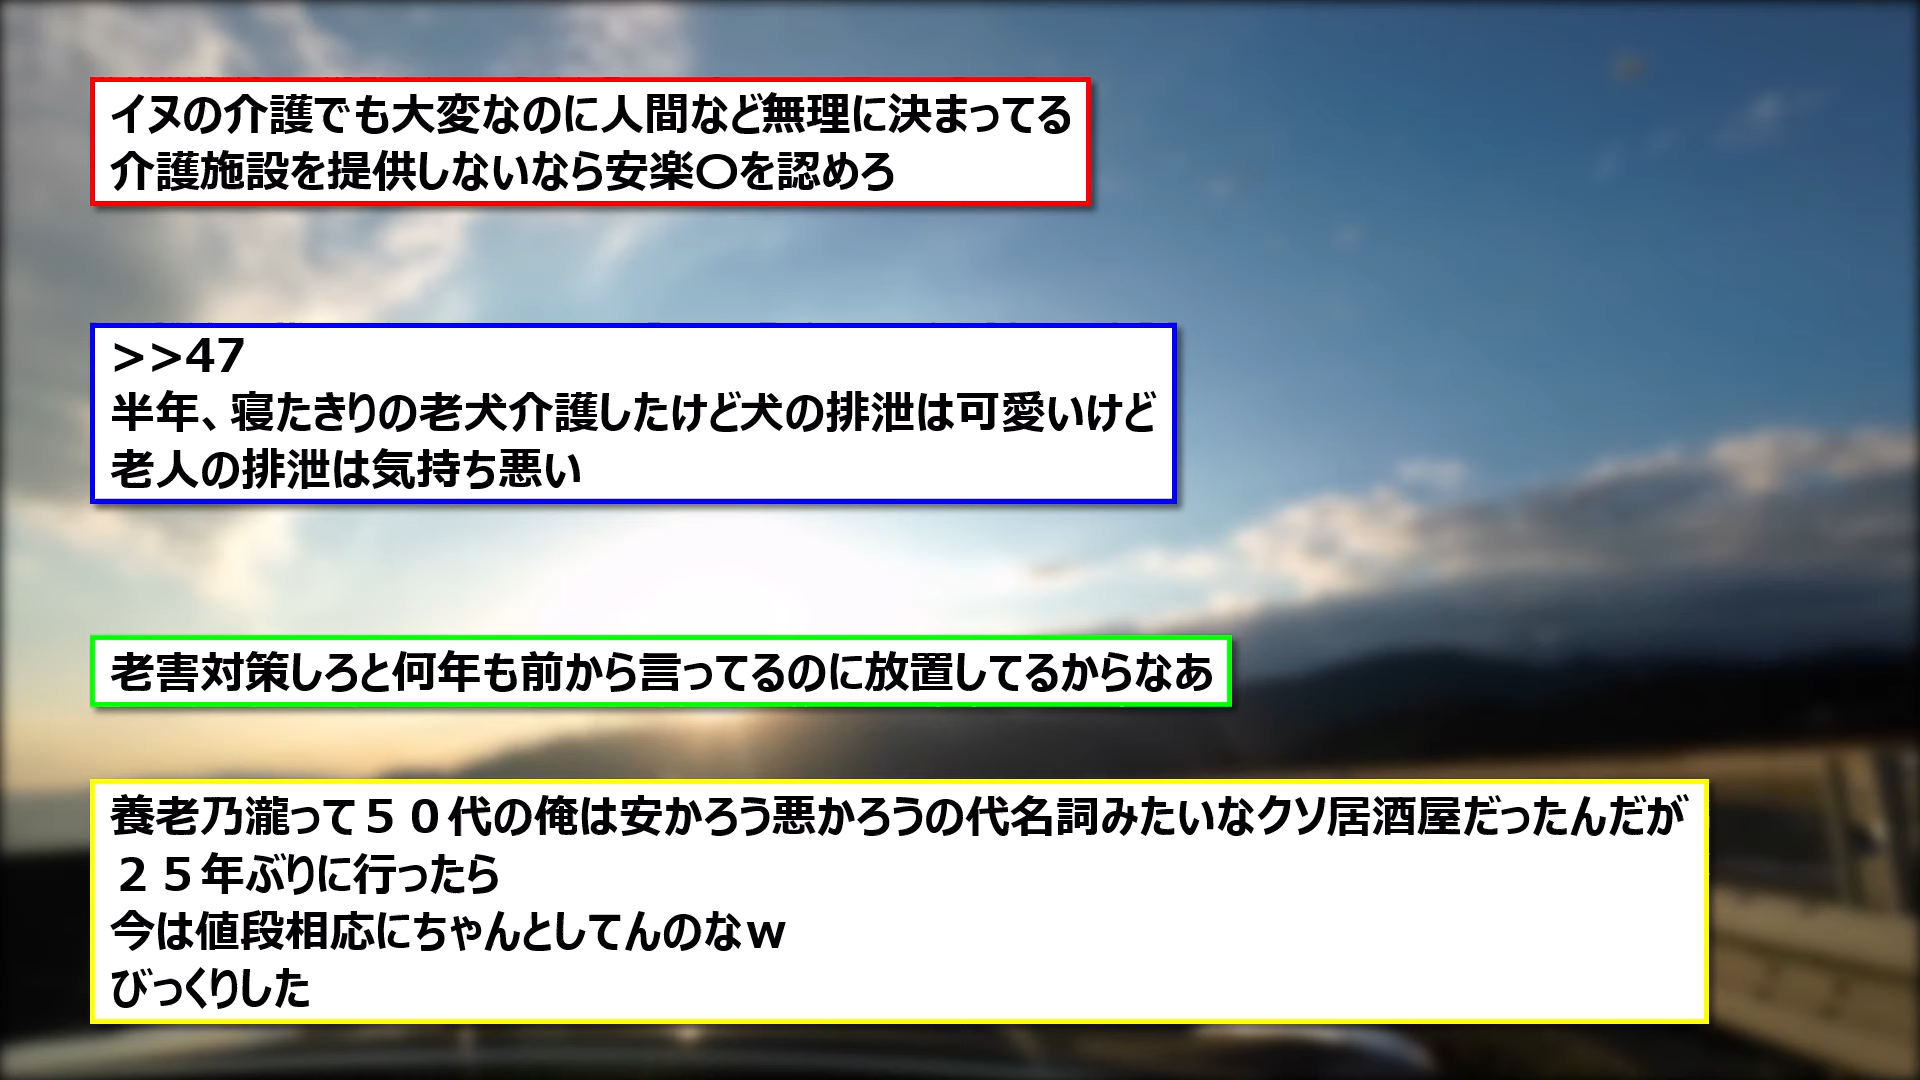 イヌの介護でも大変なのに人間など無理に決まってる
介護施設を提供しないなら安楽〇を認めろ
>>47
半年、寝たきりの老犬介護したけど犬の排泄は可愛いけど
老人の排泄は気持ち悪い
老害対策しろと何年も前から言ってるのに放置してるからなあ
養老乃瀧って５０代の俺は安かろう悪かろうの代名詞みたいなクソ居酒屋だったんだが
２５年ぶりに行ったら
今は値段相応にちゃんとしてんのなｗ
びっくりした